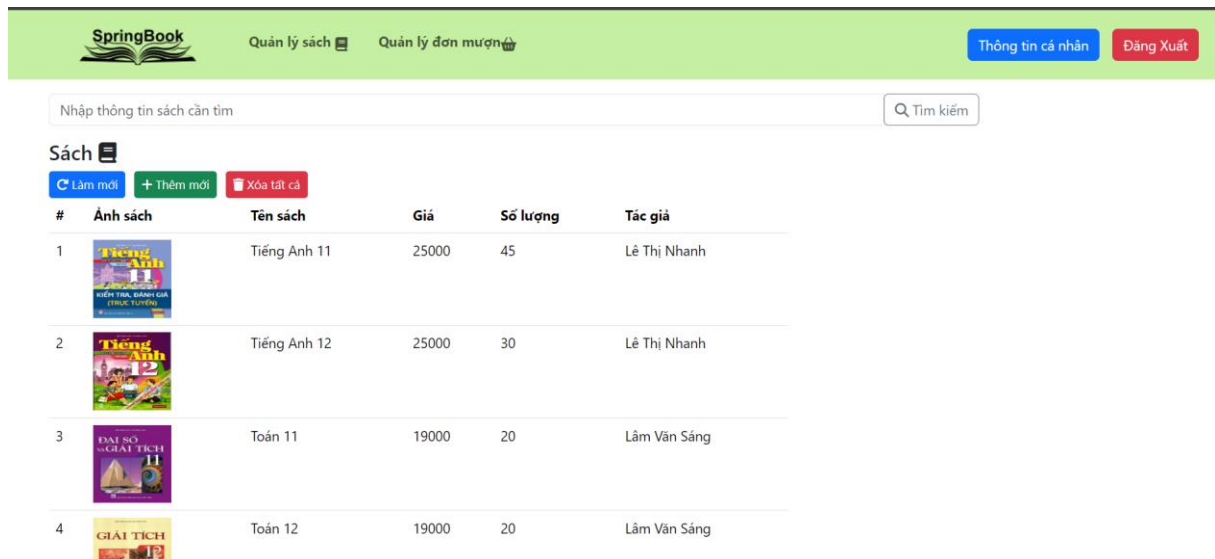 SpringBook
Quản lý sách
Quản lý đơn mượn
Thông tin cá nhân
Đăng Xuất
Nhập thông tin sách cần tìm
Tìm kiếm
Sách
Làm mới
+ Thêm mới
Xóa tất cả
# Ảnh sách Tên sách Giá Số lượng Tác giả
1 Tiếng Anh 11 25000 45 Lê Thị Nhanh
Tiếng
Anh
11
KIỂM TRA, ĐÁNH GIÁ
(TRỰC TUYẾN)
2 Tiếng Anh 12 25000 30 Lê Thị Nhanh
Tiếng
Anh
12
3 Toán 11 19000 20 Lâm Văn Sáng
ĐẠI SỐ
VÀ GIẢI TÍCH
11
4 Toán 12 19000 20 Lâm Văn Sáng
GIẢI TÍCH
12